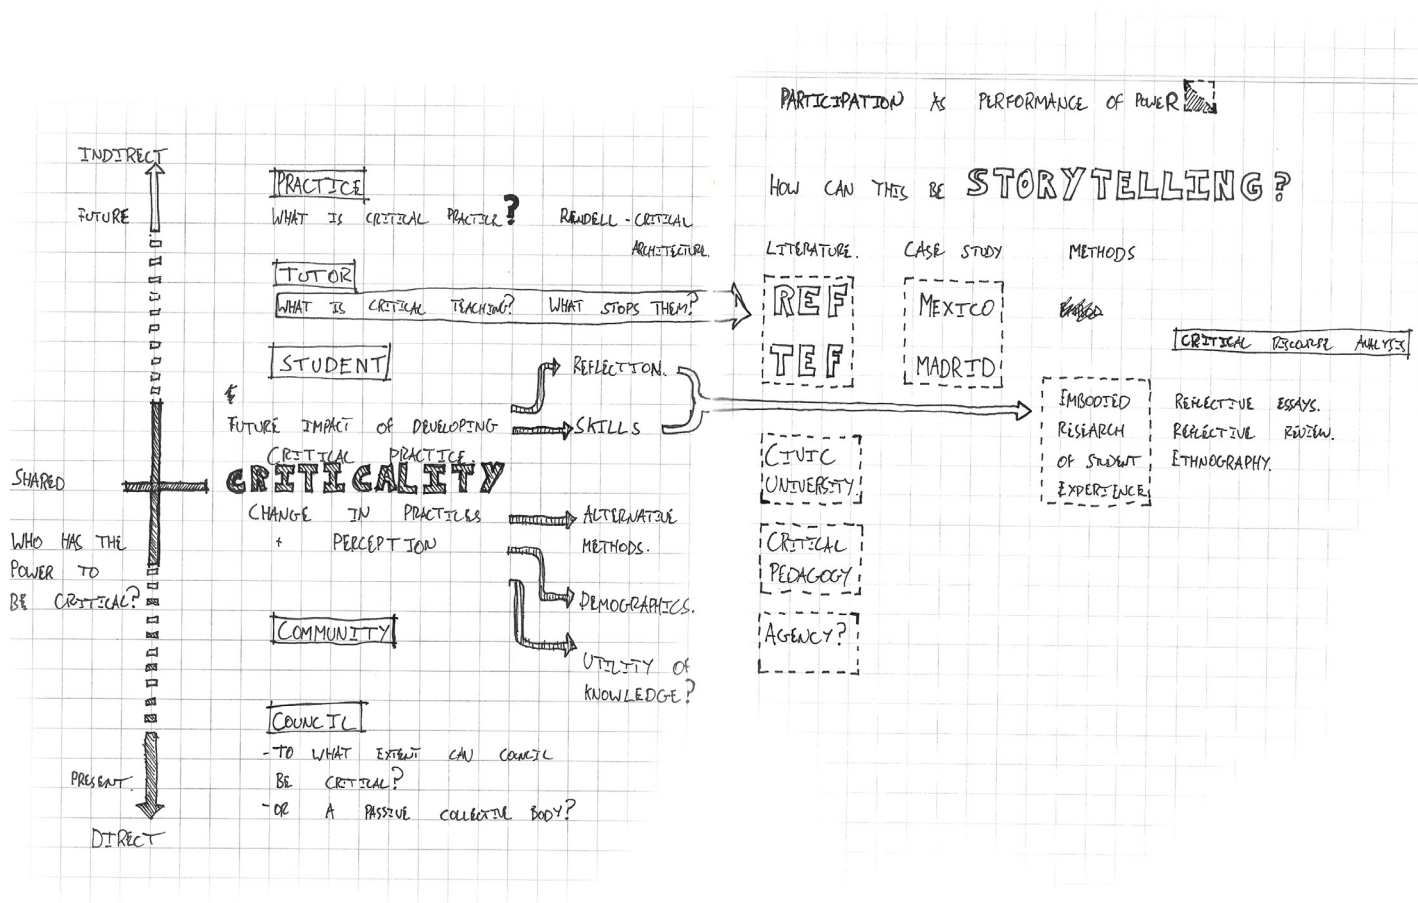 PARTICIPATION AS PERFORMANCE OF POWER
HOW CAN THIS BE STORYTELLING?
INDIRECT
FUTURE
SHARED
WHO HAS THE
POWER TO
BE CRITICAL?
PRESENT.
DIRECT
PRACTICE
WHAT IS CRITICAL PRACTICE?
RENDELL - CRITICAL
ARCHITECTURE.
TUTOR
WHAT IS CRITICAL TEACHING? WHAT STOPS THEM?
STUDENT
REFLECTION.
FUTURE IMPACT OF DEVELOPING
CRITICAL PRACTICE.
SKILLS
CRITICALITY
CHANGE IN PRACTICES
+ PERCEPTION
ALTERNATIVE
METHODS.
DEMOGRAPHICS.
UTILITY OF
KNOWLEDGE?
COMMUNITY
COUNCIL
-TO WHAT EXTENT CAN COUNCIL
BE CRITICAL?
-OR A PASSIVE COLLECTIVE BODY?
LITERATURE.
REF
TEF
CIVIC
UNIVERSITY.
CRITICAL
PEDAGOGY
AGENCY?
CASE STUDY
MEXICO
MADRID
METHODS
CRITICAL DISCOURSE ANALYSIS
EMBODIED
RESEARCH
OF STUDENT
EXPERIENCE
REFLECTIVE ESSAYS.
REFLECTIVE REVIEW.
ETHNOGRAPHY.